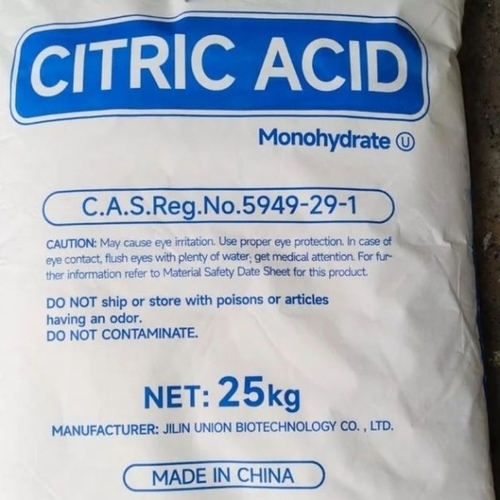 CITRIC ACID
Monohydrate Ⓤ
C.A.S.Reg.No.5949-29-1
CAUTION: May cause eye irritation. Use proper eye protection. In case of
eye contact, flush eyes with plenty of water; get medical attention. For fur-
ther information refer to Material Safety Date Sheet for this product.
DO NOT ship or store with poisons or articles
having an odor.
DO NOT CONTAMINATE.
NET: 25kg
MANUFACTURER: JILIN UNION BIOTECHNOLOGY CO. , LTD.
MADE IN CHINA